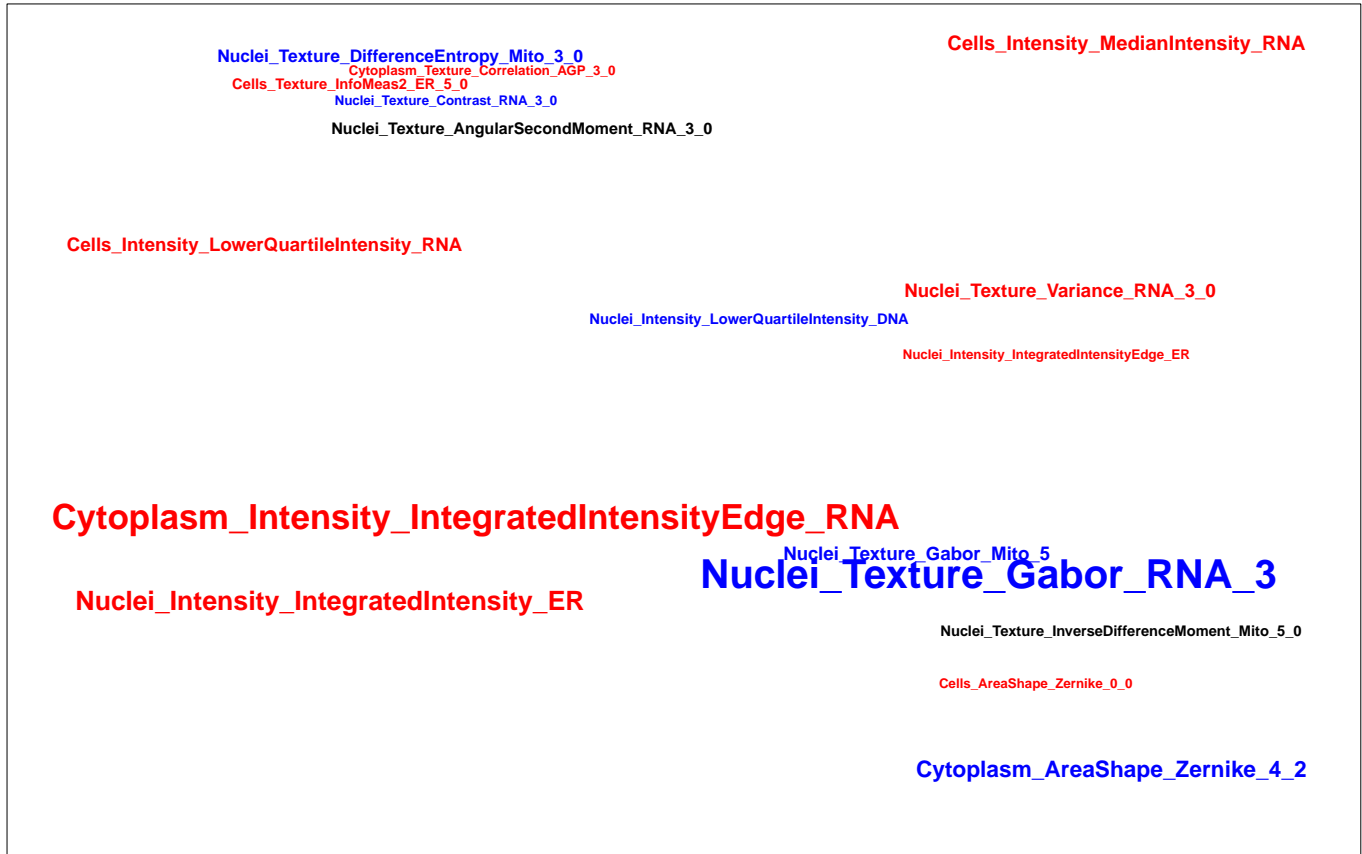 Cells_Intensity_MedianIntensity_RNA
Nuclei_Texture_DifferenceEntropy_Mito_3_0
Cytoplasm_Texture_Correlation_AGP_3_0
Cells_Texture_InfoMeas2_ER_5_0
Nuclei_Texture_Contrast_RNA_3_0
Nuclei_Texture_AngularSecondMoment_RNA_3_0
Cells_Intensity_LowerQuartileIntensity_RNA
Nuclei_Texture_Variance_RNA_3_0
Nuclei_Intensity_LowerQuartileIntensity_DNA
Nuclei_Intensity_IntegratedIntensityEdge_ER
Cytoplasm_Intensity_IntegratedIntensityEdge_RNA
Nuclei_Texture_Gabor_Mito_5
Nuclei_Texture_Gabor_RNA_3
Nuclei_Intensity_IntegratedIntensity_ER
Nuclei_Texture_InverseDifferenceMoment_Mito_5_0
Cells_AreaShape_Zernike_0_0
Cytoplasm_AreaShape_Zernike_4_2